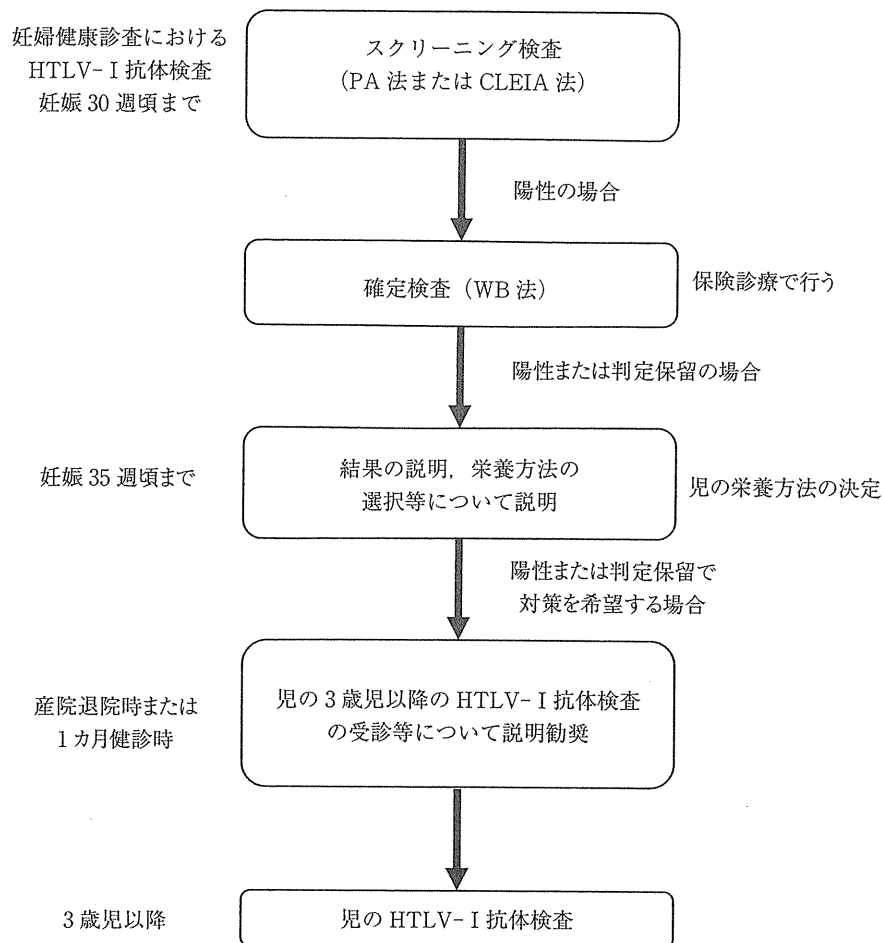 妊婦健康診査における
HTLV-Ⅰ抗体検査
妊娠30週頃まで
スクリーニング検査
(PA法またはCLEIA法)
陽性の場合
確定検査(WB法)
保険診療で行う
陽性または判定保留の場合
妊娠35週頃まで
結果の説明,栄養方法の
選択等について説明
児の栄養方法の決定
陽性または判定保留で
対策を希望する場合
産院退院時または
1カ月健診時
児の3歳児以降のHTLV-Ⅰ抗体検査
の受診等について説明勧奨
3歳児以降
児のHTLV-Ⅰ抗体検査